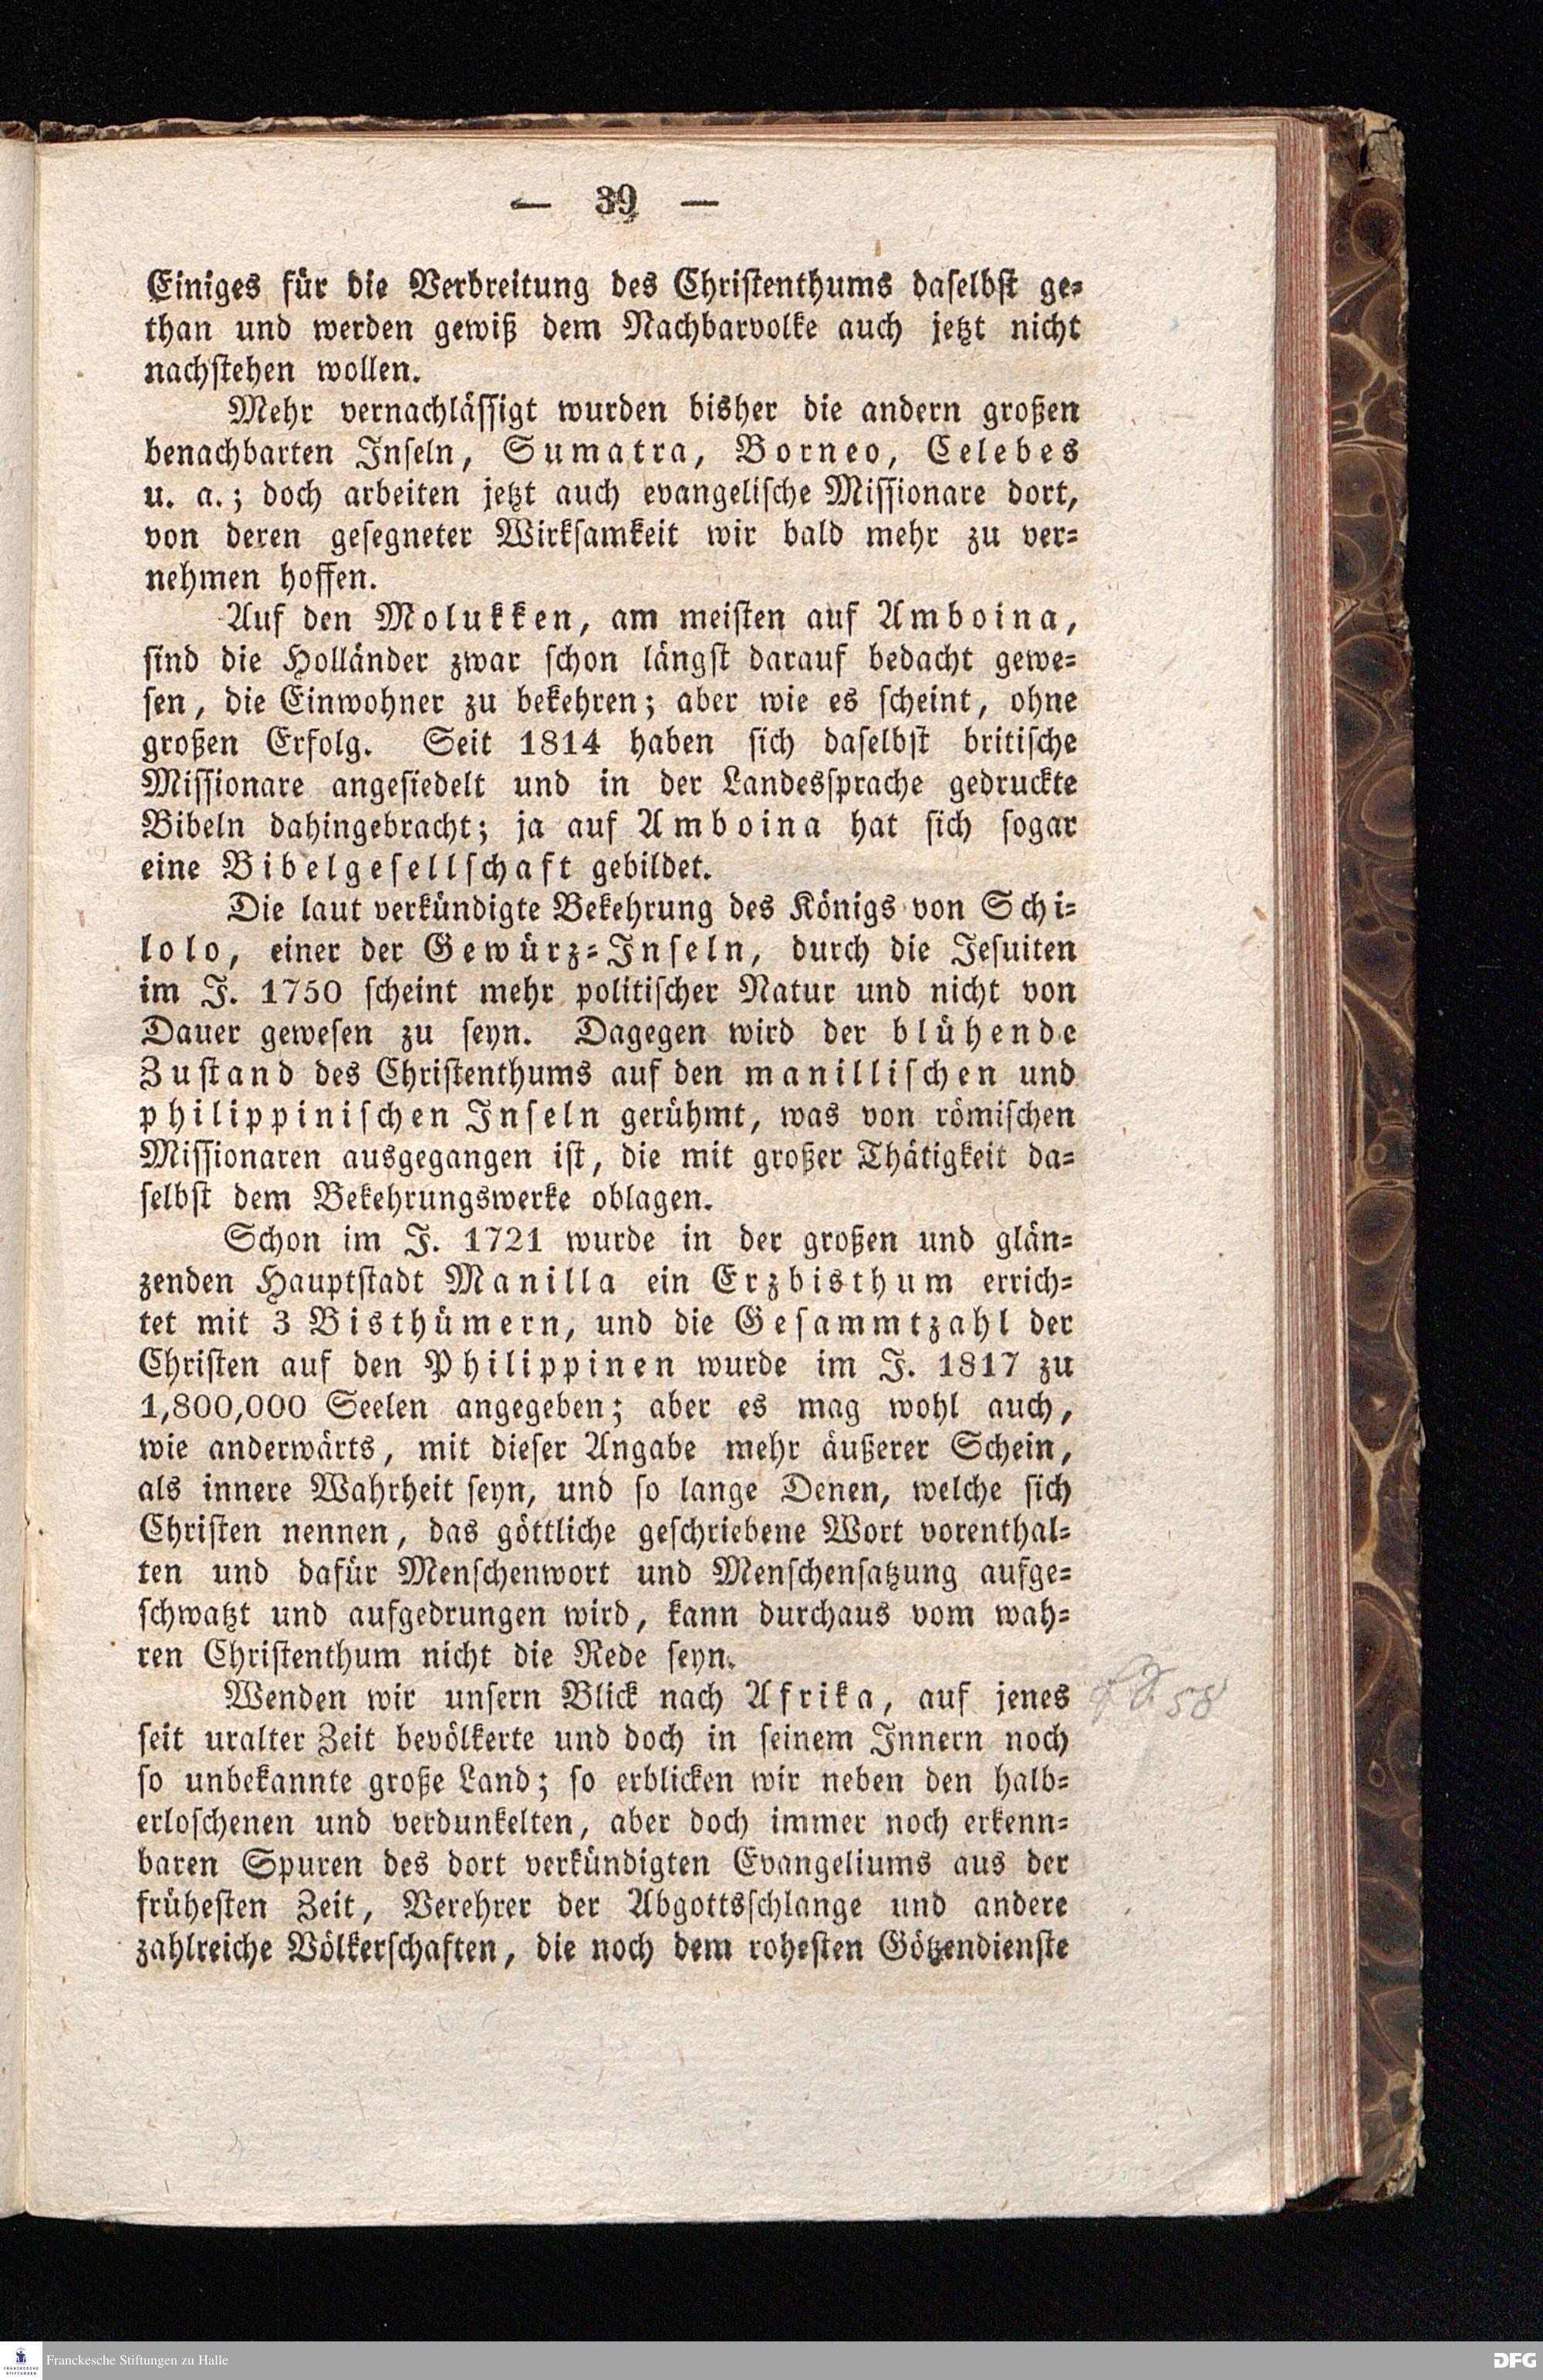 — 39 —
Einiges für die Verbreitung des Christenthums daselbst ge-
than und werden gewiß dem Nachbarvolke auch jetzt nicht
nachstehen wollen.
Mehr vernachlässigt wurden bisher die andern großen
benachbarten Inseln, Sumatra, Borneo, Celebes
u. a.; doch arbeiten jetzt auch evangelische Missionare dort,
von deren gesegneter Wirksamkeit wir bald mehr zu ver-
nehmen hoffen.
Auf den Molukken, am meisten auf Amboina,
sind die Holländer zwar schon längst darauf bedacht gewe-
sen, die Einwohner zu bekehren; aber wie es scheint, ohne
großen Erfolg. Seit 1814 haben sich daselbst britische
Missionare angesiedelt und in der Landessprache gedruckte
Bibeln dahingebracht; ja auf Amboina hat sich sogar
eine Bibelgesellschaft gebildet.
Die laut verkündigte Bekehrung des Königs von Schi-
lolo, einer der Gewürz-Inseln, durch die Jesuiten
im J. 1750 scheint mehr politischer Natur und nicht von
Dauer gewesen zu seyn. Dagegen wird der blühende
Zustand des Christenthums auf den manillischen und
philippinischen Inseln gerühmt, was von römischen
Missionaren ausgegangen ist, die mit großer Thätigkeit da-
selbst dem Bekehrungswerke oblagen.
Schon im J. 1721 wurde in der großen und glän-
zenden Hauptstadt Manilla ein Erzbisthum errich-
tet mit 3 Bisthümern, und die Gesammtzahl der
Christen auf den Philippinen wurde im J. 1817 zu
1,800,000 Seelen angegeben; aber es mag wohl auch,
wie anderwärts, mit dieser Angabe mehr äußerer Schein,
als innere Wahrheit seyn, und so lange Denen, welche sich
Christen nennen, das göttliche geschriebene Wort vorenthal-
ten und dafür Menschenwort und Menschensatzung aufge-
schwatzt und aufgedrungen wird, kann durchaus vom wah-
ren Christenthum nicht die Rede seyn.
Wenden wir unsern Blick nach Afrika, auf jenes
seit uralter Zeit bevölkerte und doch in seinem Innern noch
so unbekannte große Land; so erblicken wir neben den halb-
erloschenen und verdunkelten, aber doch immer noch erkenn-
baren Spuren des dort verkündigten Evangeliums aus der
frühesten Zeit, Verehrer der Abgottsschlange und andere
zahlreiche Völkerschaften, die noch dem rohesten Götzendienste
58
FRANCKESCHE
STIFTUNGEN
Franckesche Stiftungen zu Halle
DFG